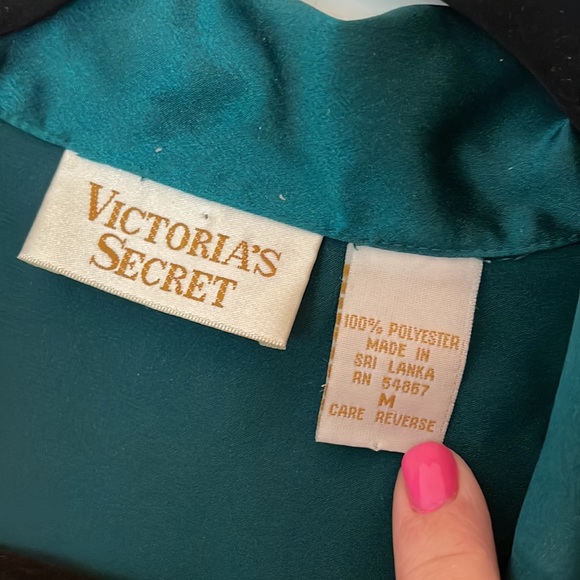 VICTORIA'S
SECRET
100% POLYESTER
MADE IN
SRI LANKA
RN 54867
M
CARE REVERSE